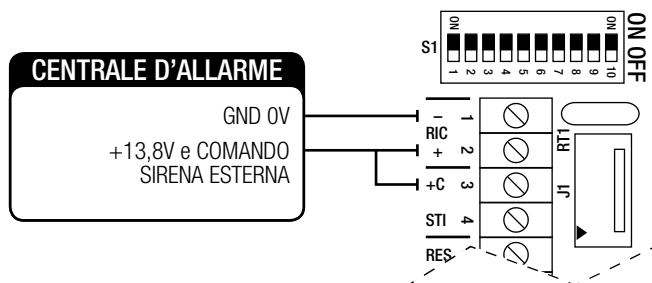 CENTRALE D'ALLARME
GND 0V
+13,8V e COMANDO
SIRENA ESTERNA
S1
ON ON
1 2 3 4 5 6 7 8 9 10
ON OFF
– 1
RIC
+ 2
+C 3
STI 4
RES
RT1
J1